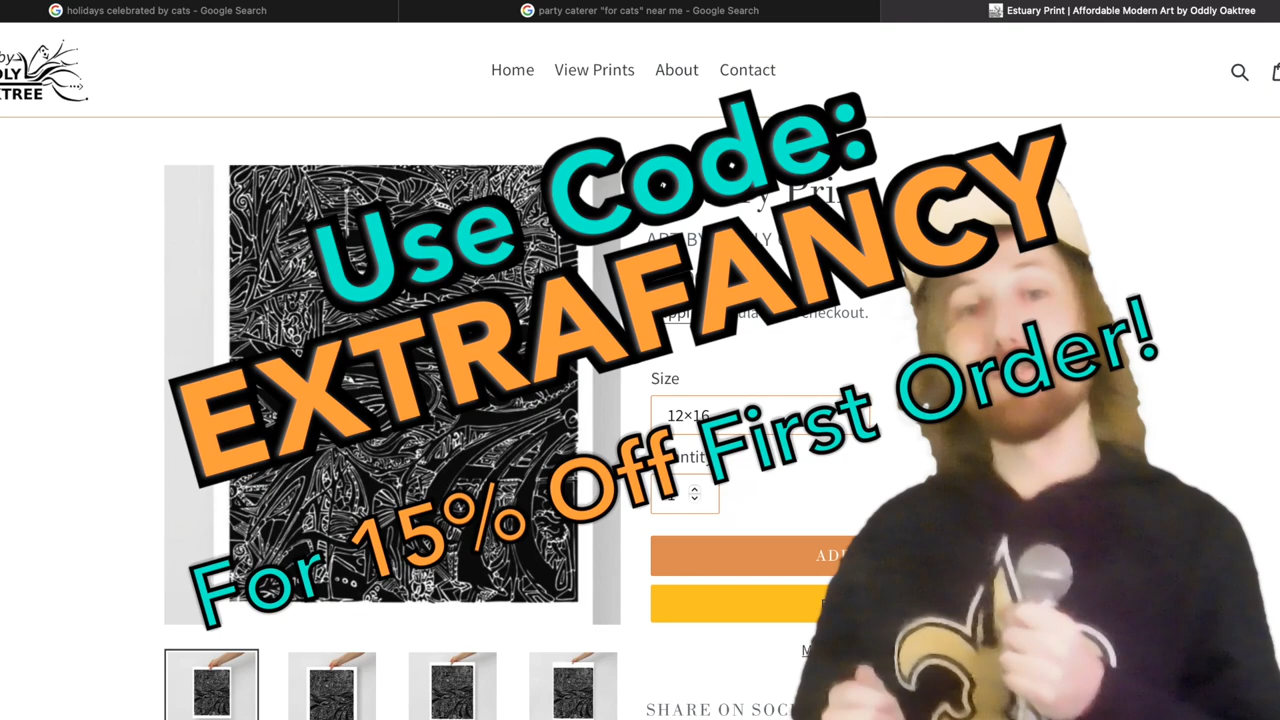 holidays celebrated by cats - Google Search
party caterer "for cats" near me - Google Search
Estuary Print | Affordable Modern Art by Oddly Oaktree
by
Home
View Prints
About
Contact
Use Code:
EXTRAFANCY
For 15% Off First Order!
checkout.
Size
12×16
SHARE ON